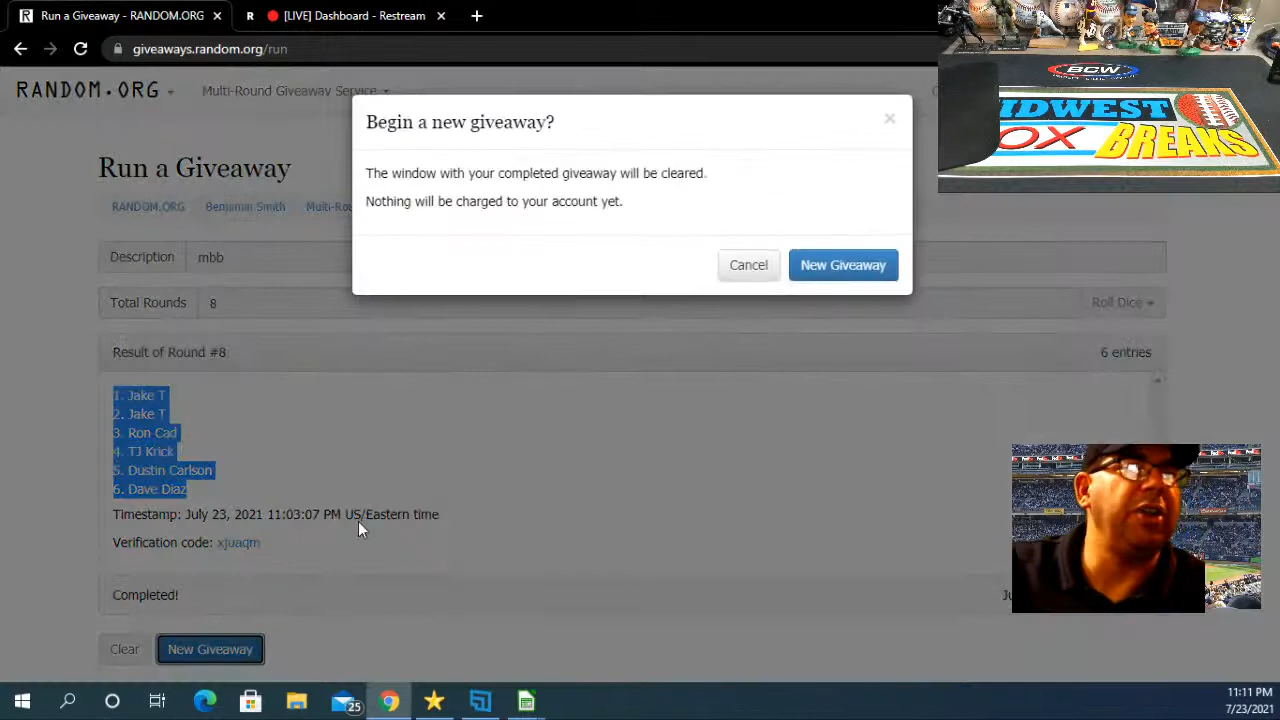 Run a Giveaway - RANDOM.ORG
R
[LIVE] Dashboard - Restream
giveaways.random.org/run
RANDOM.ORG
Multi-Round Giveaway Service
Begin a new giveaway?
The window with your completed giveaway will be cleared.
Nothing will be charged to your account yet.
Cancel
New Giveaway
Run a Giveaway
RANDOM.ORG
Benjamin Smith
Description
mbb
Total Rounds
8
Roll Dice
Result of Round #8
6 entries
1. Jake T
2. Jake T
3. Ron Cad
4. TJ Krick
5. Dustin Carlson
6. Dave Diaz
Timestamp: July 23, 2021 11:03:07 PM US/Eastern time
Verification code: xjuaqm
Completed!
Clear
New Giveaway
BCW
IDWEST
OX
BREAKS
FedEx
25
11:11 PM
7/23/2021